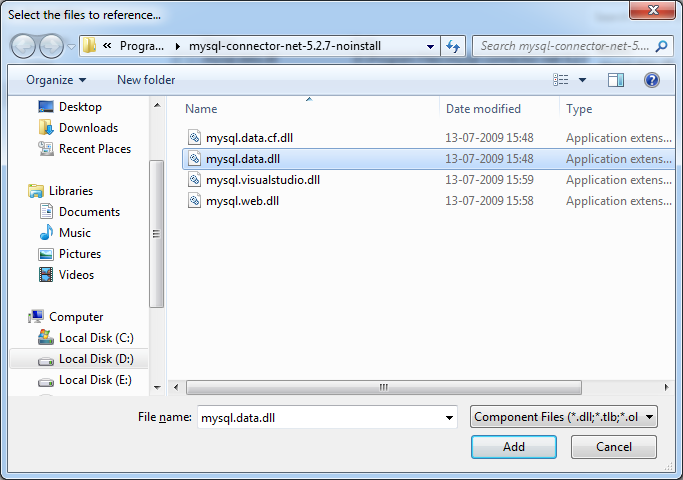 Select the files to reference...
« Progra... ▸ mysql-connector-net-5.2.7-noinstall
Search mysql-connector-net-5....
Organize
New folder
Name Date modified Type
Desktop
Downloads
Recent Places
Libraries
Documents
Music
Pictures
Videos
Computer
Local Disk (C:)
Local Disk (D:)
Local Disk (E:)
mysql.data.cf.dll 13-07-2009 15:48 Application extens...
mysql.data.dll 13-07-2009 15:48 Application extens...
mysql.visualstudio.dll 13-07-2009 15:59 Application extens...
mysql.web.dll 13-07-2009 15:58 Application extens...
File name: mysql.data.dll
Component Files (*.dll;*.tlb;*.ol
Add
Cancel